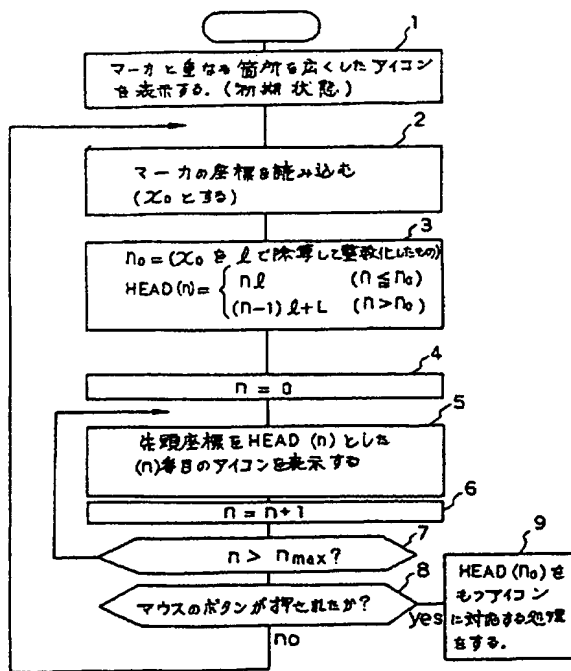 1
マーカと重なる箇所を広くしたアイコン
を表示する.(初期状態)
2
マーカの座標を読み込む
(x₀とする)
3
n₀=(x₀をℓで除算して整数化したもの)
HEAD(n)= { nℓ (n≦n₀)
(n-1)ℓ+L (n>n₀)
4
n=0
5
先頭座標をHEAD(n)とした
(n)番目のアイコンを表示する
6
n=n+1
7
n>n_max?
8
マウスのボタンが押されたか?
yes
no
9
HEAD(n₀)を
もつアイコン
に対応する処理
をする.